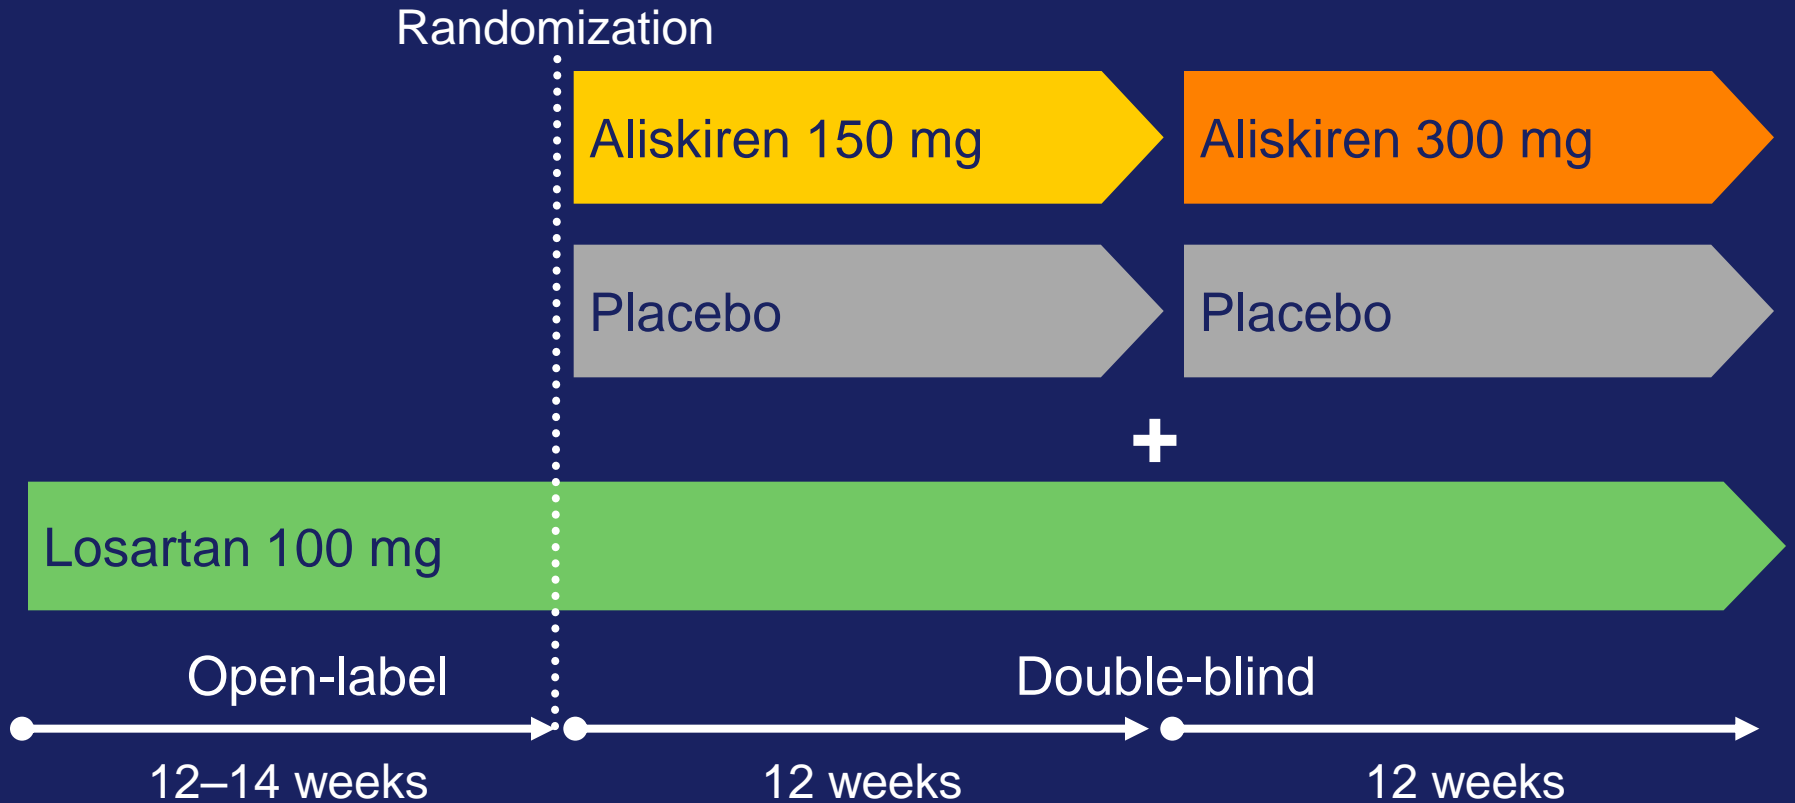 Randomization
Aliskiren 150 mg
Aliskiren 300 mg
Placebo
Placebo
+
Losartan 100 mg
Open-label
Double-blind
12–14 weeks
12 weeks
12 weeks